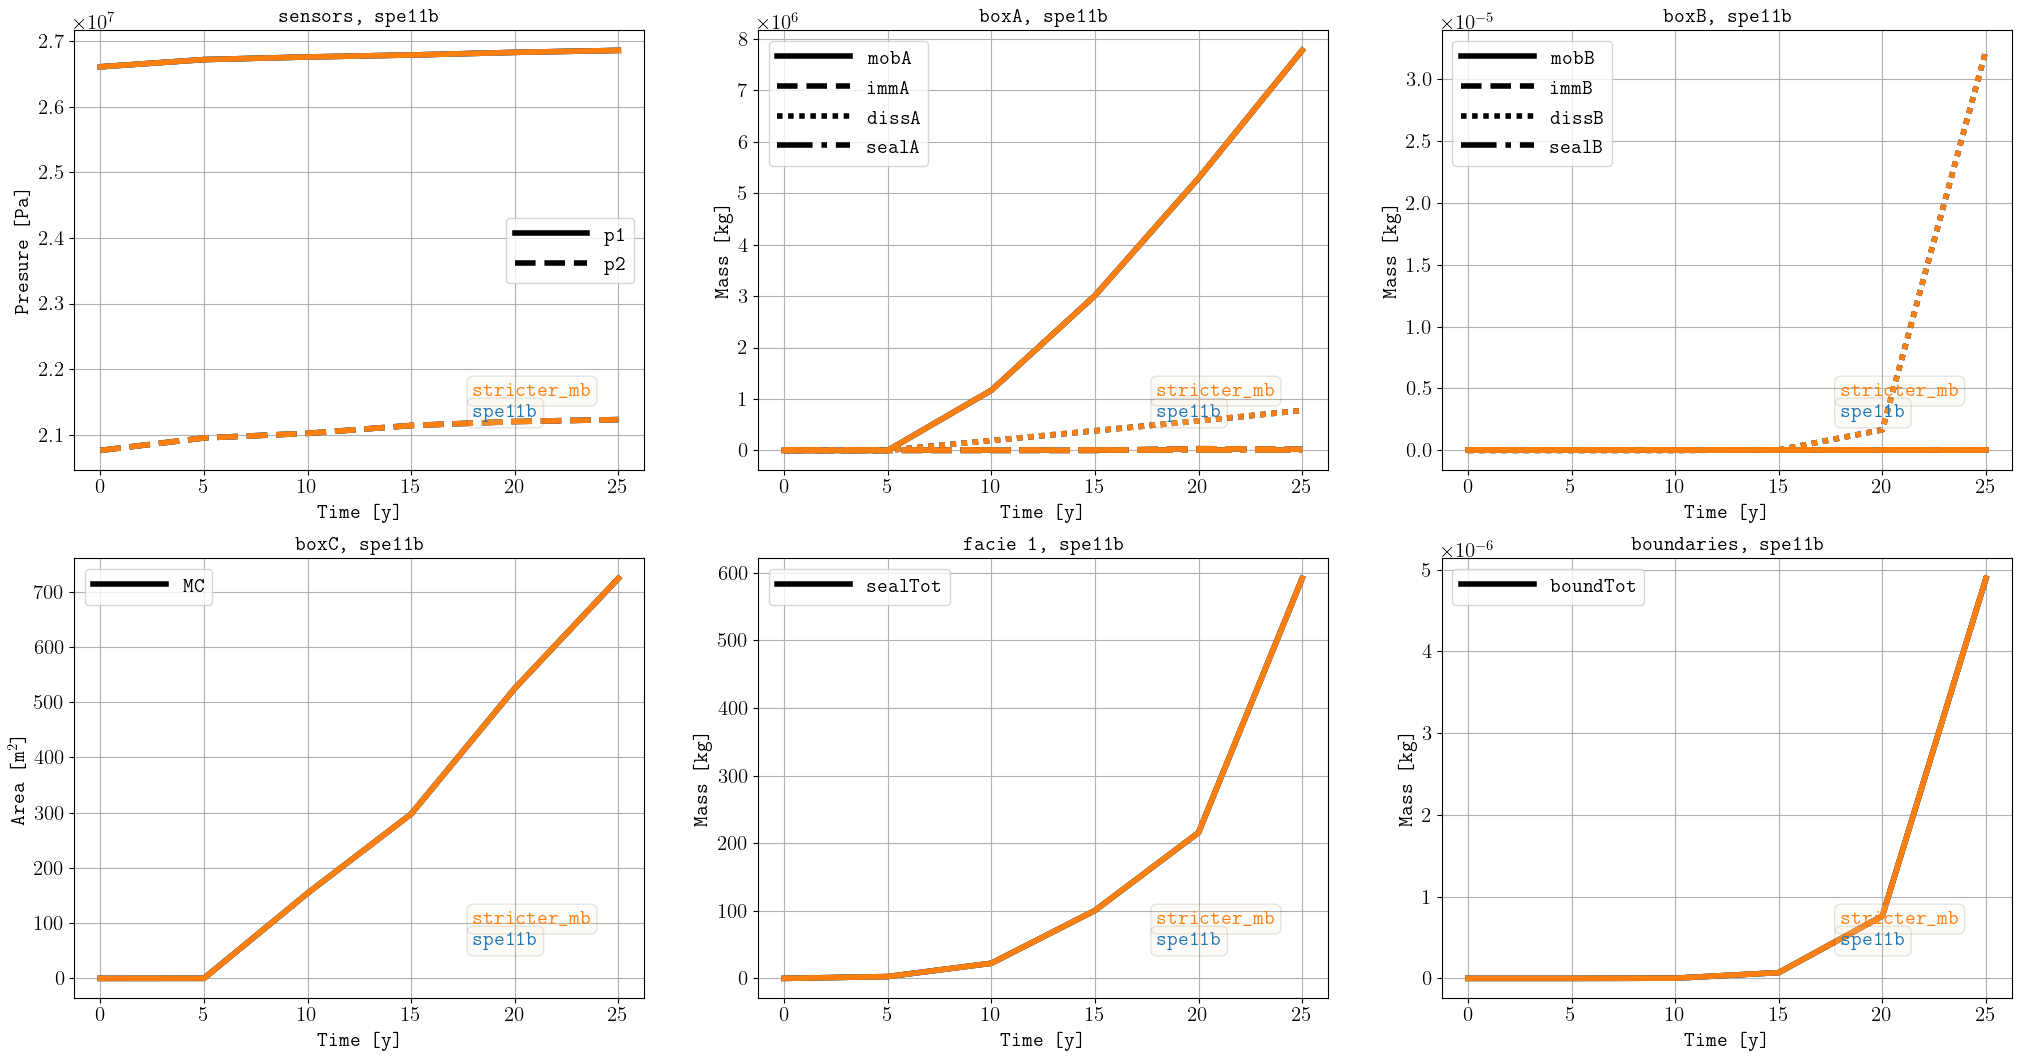 sensors, spe11b
×10⁷
2.7
2.6
2.5
2.4
2.3
2.2
2.1
Presure [Pa]
p1
p2
stricter_mb
spe11b
0 5 10 15 20 25
Time [y]
boxA, spe11b
×10⁶
8
7
6
5
4
3
2
1
0
Mass [kg]
mobA
immA
dissA
sealA
stricter_mb
spe11b
0 5 10 15 20 25
Time [y]
boxB, spe11b
×10⁻⁵
3.0
2.5
2.0
1.5
1.0
0.5
0.0
Mass [kg]
mobB
immB
dissB
sealB
stricter_mb
spe11b
0 5 10 15 20 25
Time [y]
boxC, spe11b
700
600
500
400
300
200
100
0
Area [m²]
MC
stricter_mb
spe11b
0 5 10 15 20 25
Time [y]
facie 1, spe11b
600
500
400
300
200
100
0
Mass [kg]
sealTot
stricter_mb
spe11b
0 5 10 15 20 25
Time [y]
boundaries, spe11b
×10⁻⁶
5
4
3
2
1
0
Mass [kg]
boundTot
stricter_mb
spe11b
0 5 10 15 20 25
Time [y]